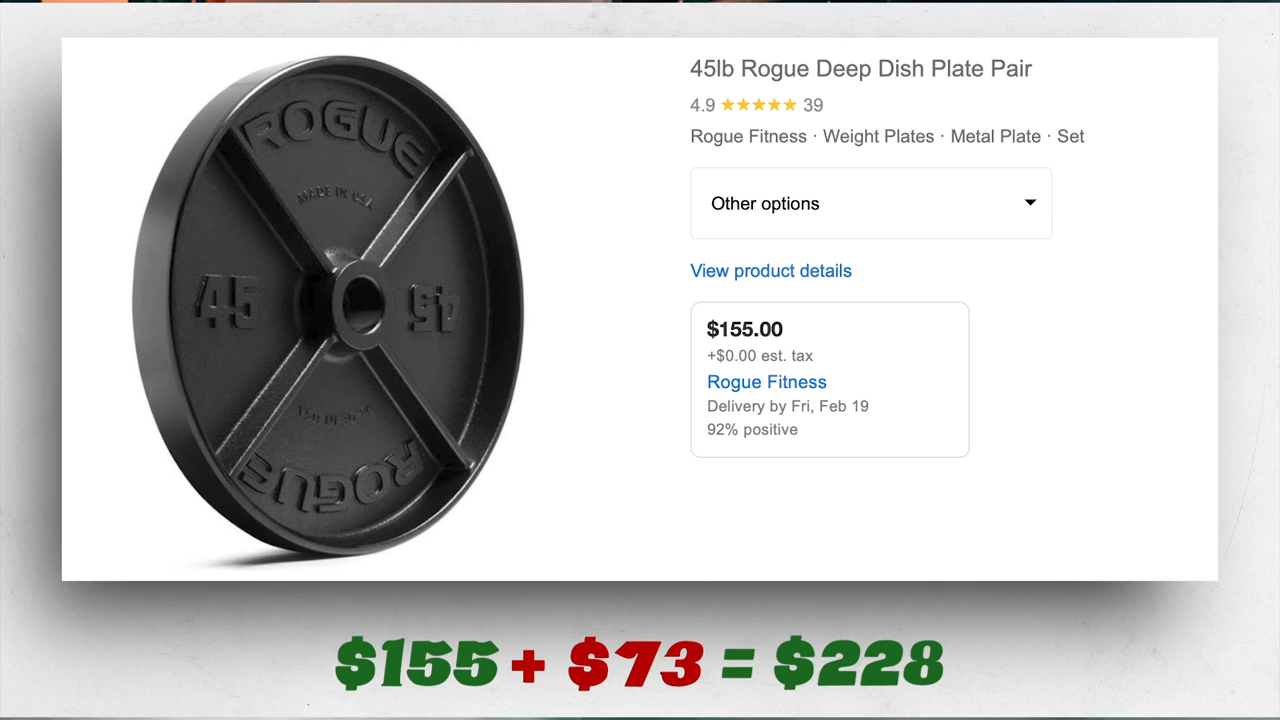 ROGUE
MADE IN USA
45
45
ROGUE
45lb Rogue Deep Dish Plate Pair
4.9 ★★★★★ 39
Rogue Fitness · Weight Plates · Metal Plate · Set
Other options
View product details
$155.00
+$0.00 est. tax
Rogue Fitness
Delivery by Fri, Feb 19
92% positive
$155 + $73 = $228